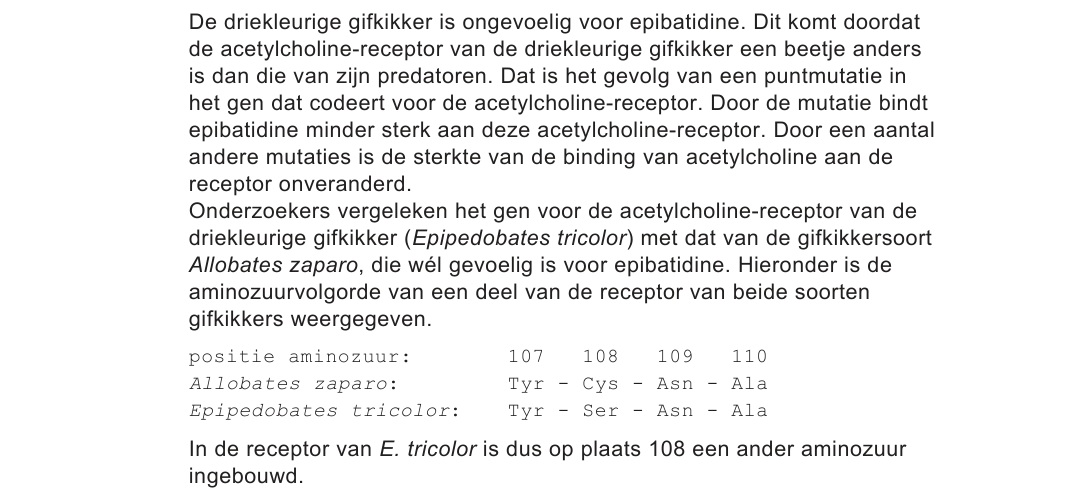 De driekleurige gifkikker is ongevoelig voor epibatidine. Dit komt doordat
de acetylcholine-receptor van de driekleurige gifkikker een beetje anders
is dan die van zijn predatoren. Dat is het gevolg van een puntmutatie in
het gen dat codeert voor de acetylcholine-receptor. Door de mutatie bindt
epibatidine minder sterk aan deze acetylcholine-receptor. Door een aantal
andere mutaties is de sterkte van de binding van acetylcholine aan de
receptor onveranderd.
Onderzoekers vergeleken het gen voor de acetylcholine-receptor van de
driekleurige gifkikker (Epipedobates tricolor) met dat van de gifkikkersoort
Allobates zaparo, die wél gevoelig is voor epibatidine. Hieronder is de
aminozuurvolgorde van een deel van de receptor van beide soorten
gifkikkers weergegeven.
positie aminozuur: 107 108 109 110
Allobates zaparo: Tyr - Cys - Asn - Ala
Epipedobates tricolor: Tyr - Ser - Asn - Ala
In de receptor van E. tricolor is dus op plaats 108 een ander aminozuur
ingebouwd.